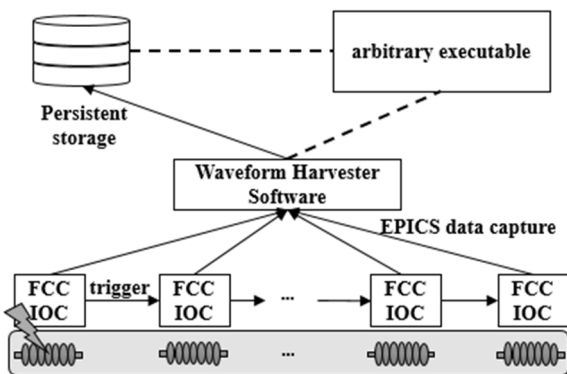 arbitrary executable
Persistent
storage
Waveform Harvester
Software
EPICS data capture
FCC
IOC
trigger
FCC
IOC
...
FCC
IOC
FCC
IOC
...